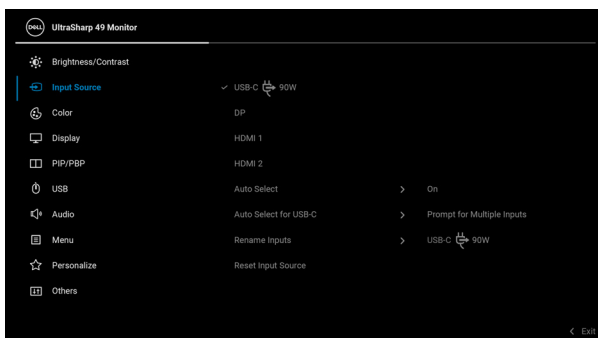 DELL UltraSharp 49 Monitor
Brightness/Contrast
Input Source USB-C 90W
Color DP
Display HDMI 1
PIP/PBP HDMI 2
USB Auto Select > On
Audio Auto Select for USB-C > Prompt for Multiple Inputs
Menu Rename Inputs > USB-C 90W
Personalize Reset Input Source
Others
< Exit